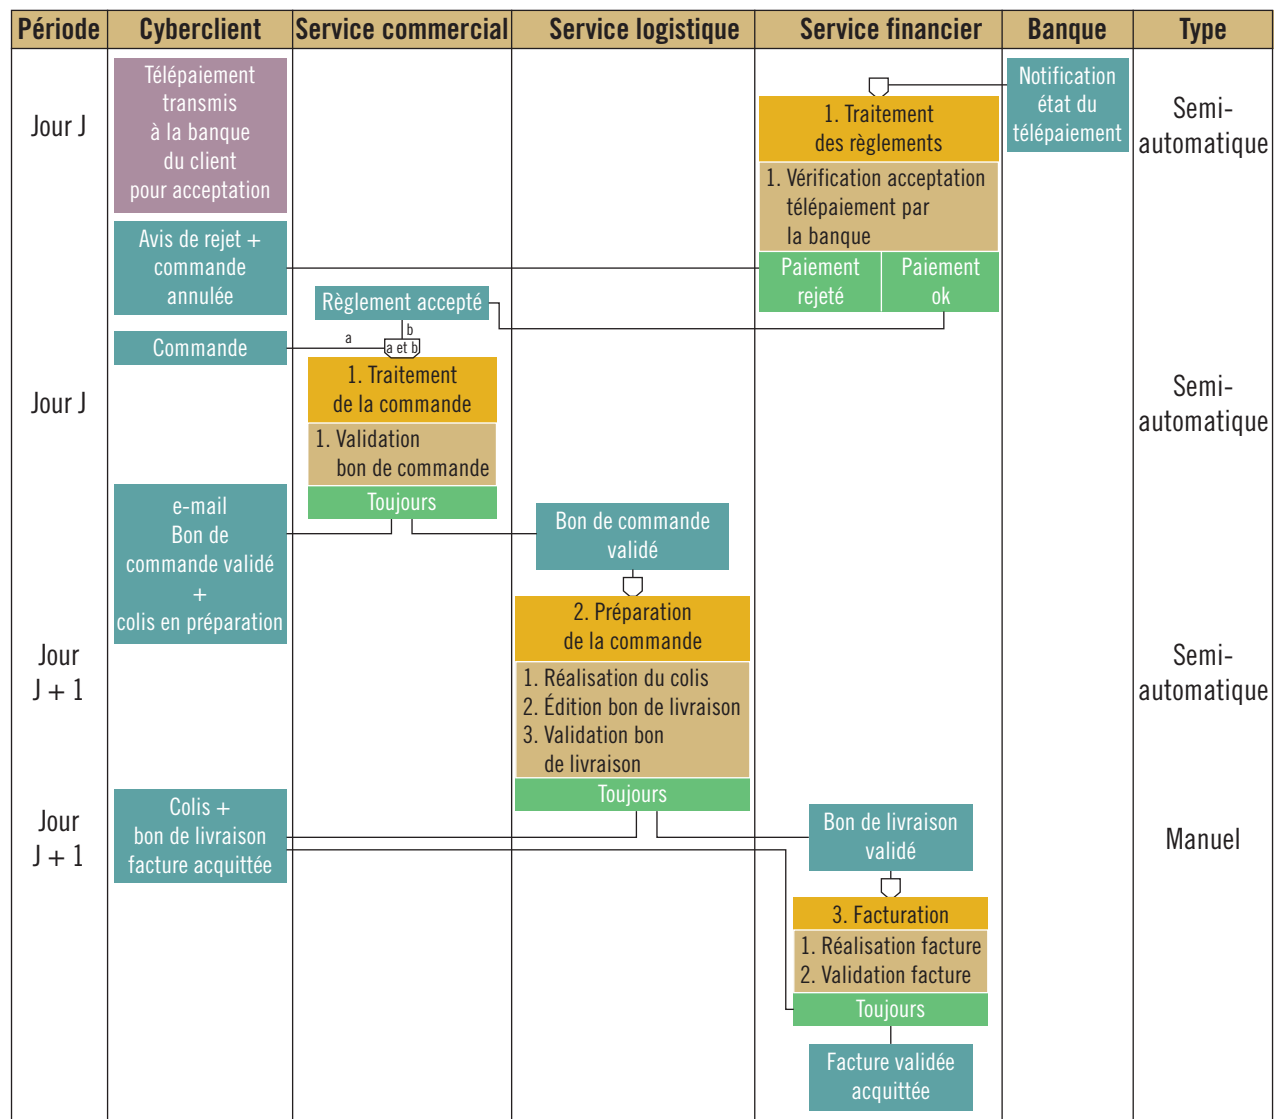 Période
Cyberclient
Service commercial
Service logistique
Service financier
Banque
Type
Jour J
Télépaiement
transmis
à la banque
du client
pour acceptation
1. Traitement
des règlements
1. Vérification acceptation
télépaiement par
la banque
Paiement
rejeté
Paiement
ok
Notification
état du
télépaiement
Semi-
automatique
Avis de rejet +
commande
annulée
Règlement accepté
b
a
a et b
Commande
Jour J
1. Traitement
de la commande
1. Validation
bon de commande
Toujours
Semi-
automatique
e-mail
Bon de
commande validé
+
colis en préparation
Bon de commande
validé
Jour
J + 1
2. Préparation
de la commande
1. Réalisation du colis
2. Édition bon de livraison
3. Validation bon
de livraison
Toujours
Semi-
automatique
Jour
J + 1
Colis +
bon de livraison
facture acquittée
Bon de livraison
validé
Manuel
3. Facturation
1. Réalisation facture
2. Validation facture
Toujours
Facture validée
acquittée